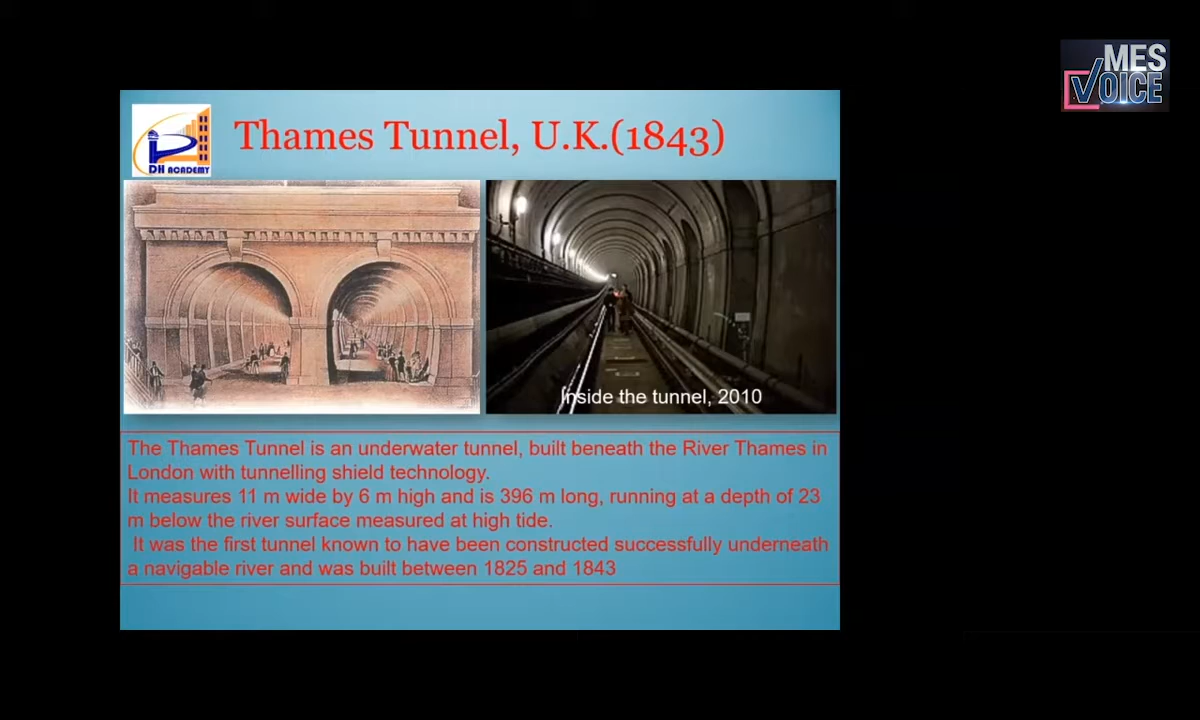 MES
VOICE
DH ACADEMY
Thames Tunnel, U.K.(1843)
Inside the tunnel, 2010
The Thames Tunnel is an underwater tunnel, built beneath the River Thames in
London with tunnelling shield technology.
It measures 11 m wide by 6 m high and is 396 m long, running at a depth of 23
m below the river surface measured at high tide.
It was the first tunnel known to have been constructed successfully underneath
a navigable river and was built between 1825 and 1843